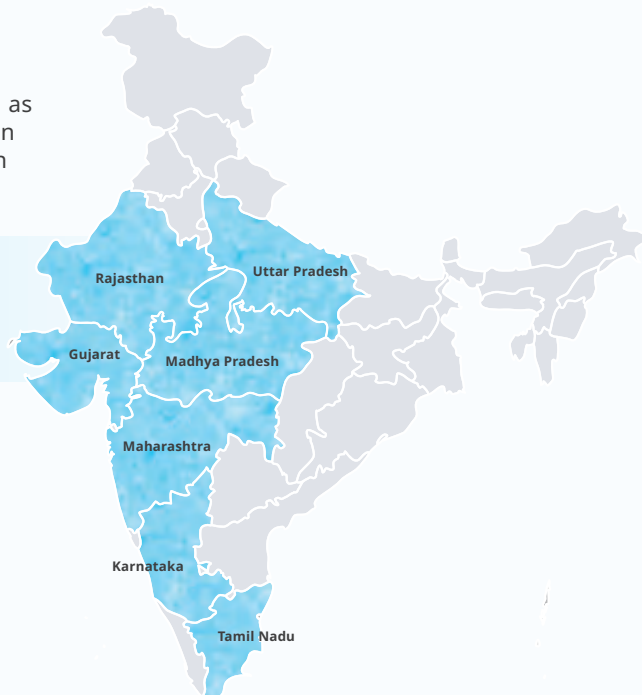 as
n
n
Rajasthan
Uttar Pradesh
Gujarat
Madhya Pradesh
Maharashtra
Karnataka
Tamil Nadu